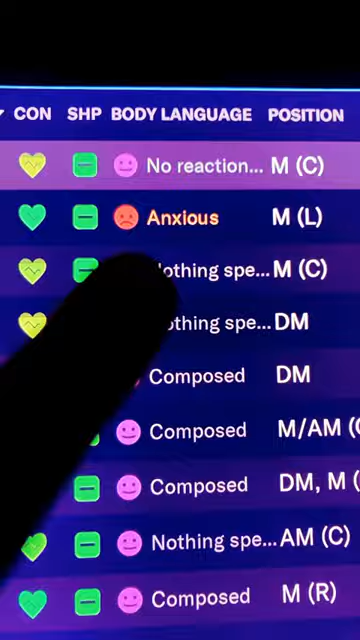 CON SHP BODY LANGUAGE POSITION
No reaction... M (C)
Anxious M (L)
othing spe... M (C)
othing spe... DM
Composed DM
Composed M/AM (
Composed DM, M (
Nothing spe... AM (C)
Composed M (R)